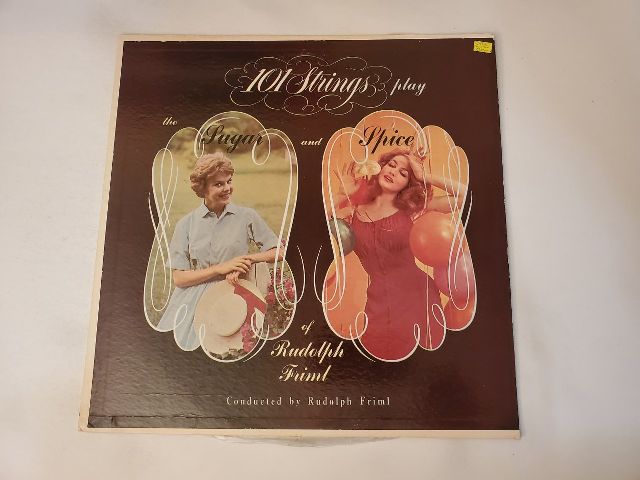 101 Strings play
the Sugar and Spice
of
Rudolph
Friml
Conducted by Rudolph Friml